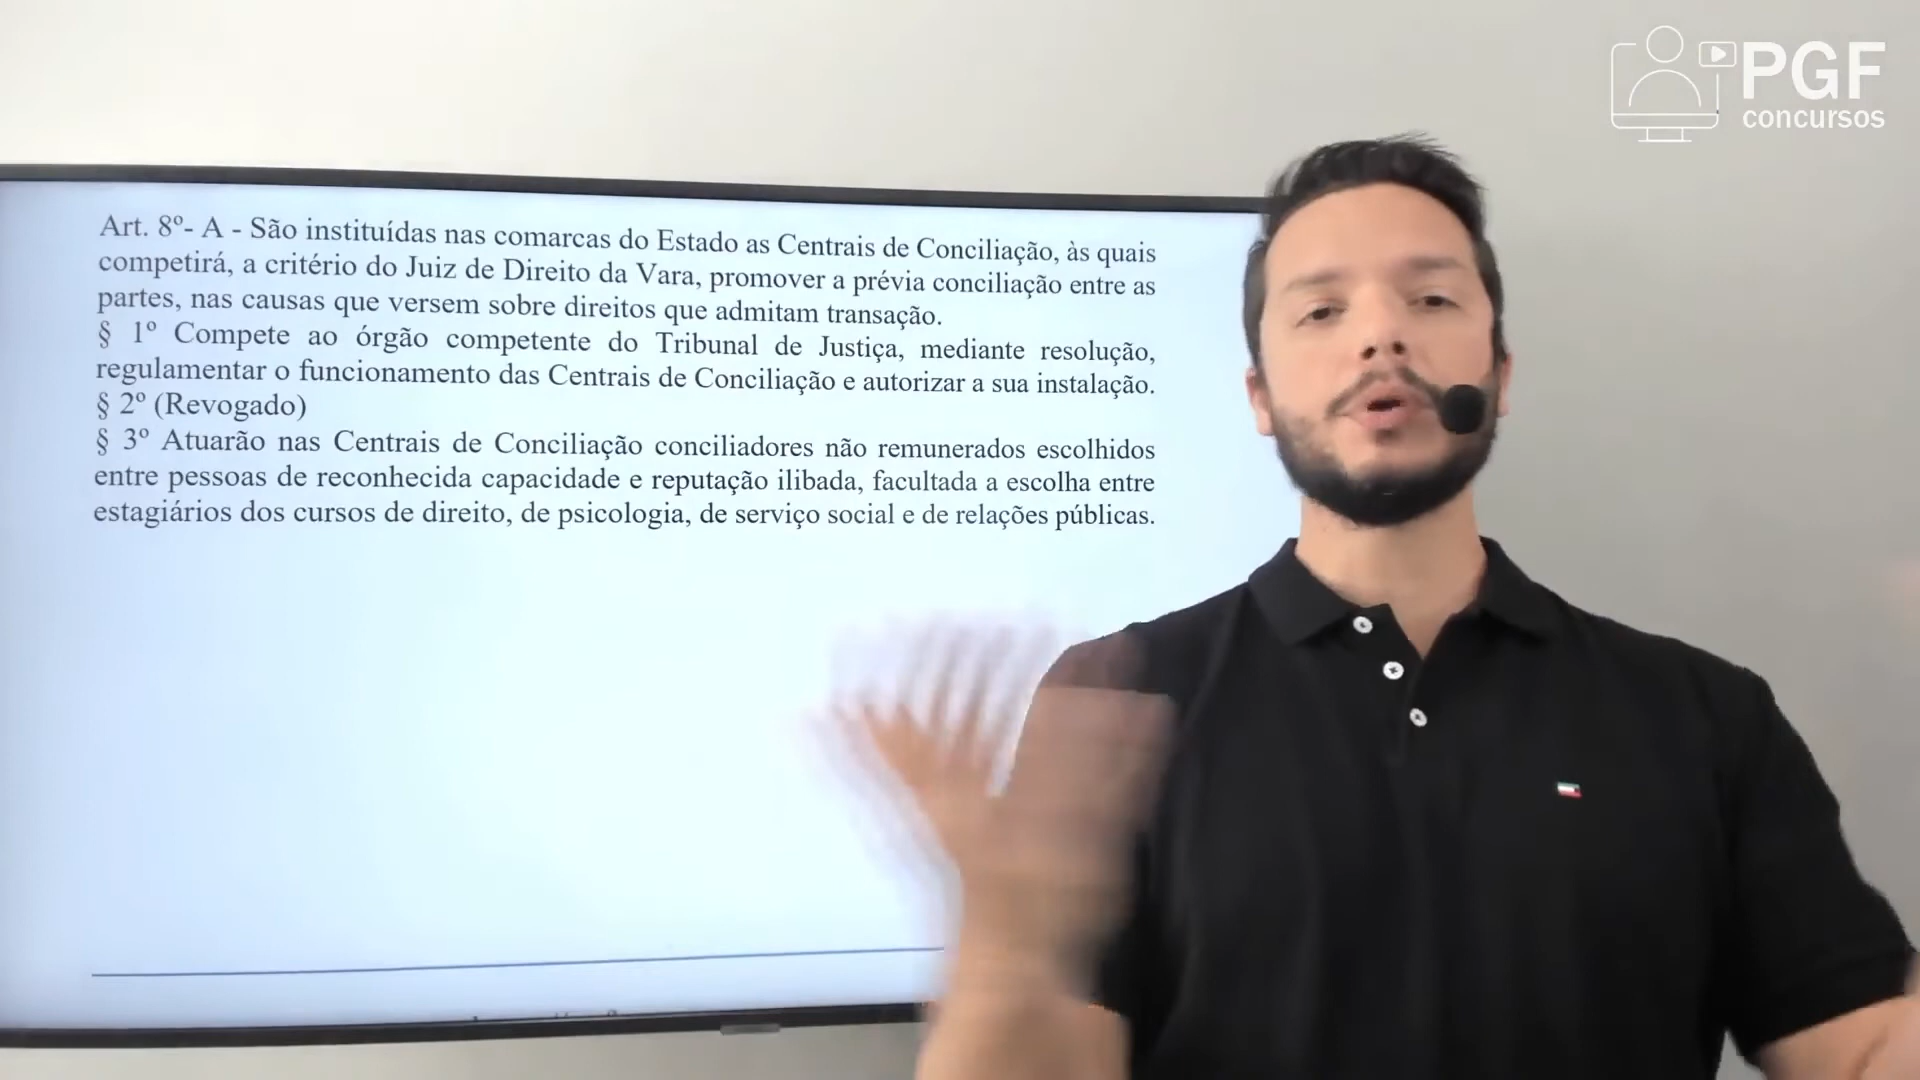 PGF
concursos
Art. 8º- A - São instituídas nas comarcas do Estado as Centrais de Conciliação, às quais
competirá, a critério do Juiz de Direito da Vara, promover a prévia conciliação entre as
partes, nas causas que versem sobre direitos que admitam transação.
§ 1º Compete ao órgão competente do Tribunal de Justiça, mediante resolução,
regulamentar o funcionamento das Centrais de Conciliação e autorizar a sua instalação.
§ 2º (Revogado)
§ 3º Atuarão nas Centrais de Conciliação conciliadores não remunerados escolhidos
entre pessoas de reconhecida capacidade e reputação ilibada, facultada a escolha entre
estagiários dos cursos de direito, de psicologia, de serviço social e de relações públicas.